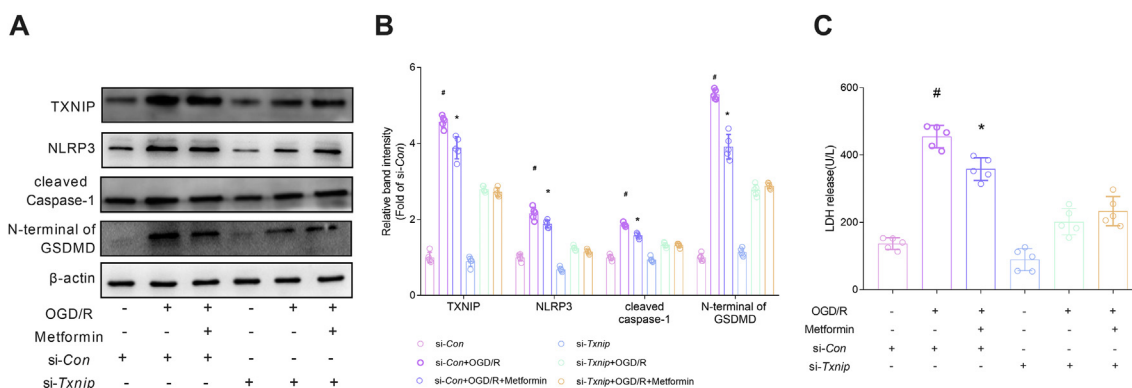 A
TXNIP
NLRP3
cleaved
Caspase-1
N-terminal of
GSDMD
β-actin
OGD/R - + + - + +
Metformin - - + - - +
si-Con + + + - - -
si-Txnip - - - + + +
B
Relative band intensity
(Fold of si-Con)
6
4
2
0
# * # * # * # *
TXNIP NLRP3 cleaved
caspase-1 N-terminal of
GSDMD
si-Con si-Txnip
si-Con+OGD/R si-Txnip+OGD/R
si-Con+OGD/R+Metformin si-Txnip+OGD/R+Metformin
C
LDH release(U/L)
600
400
200
0
# *
OGD/R - + + - + +
Metformin - - + - - +
si-Con + + + - - -
si-Txnip - - - + + +